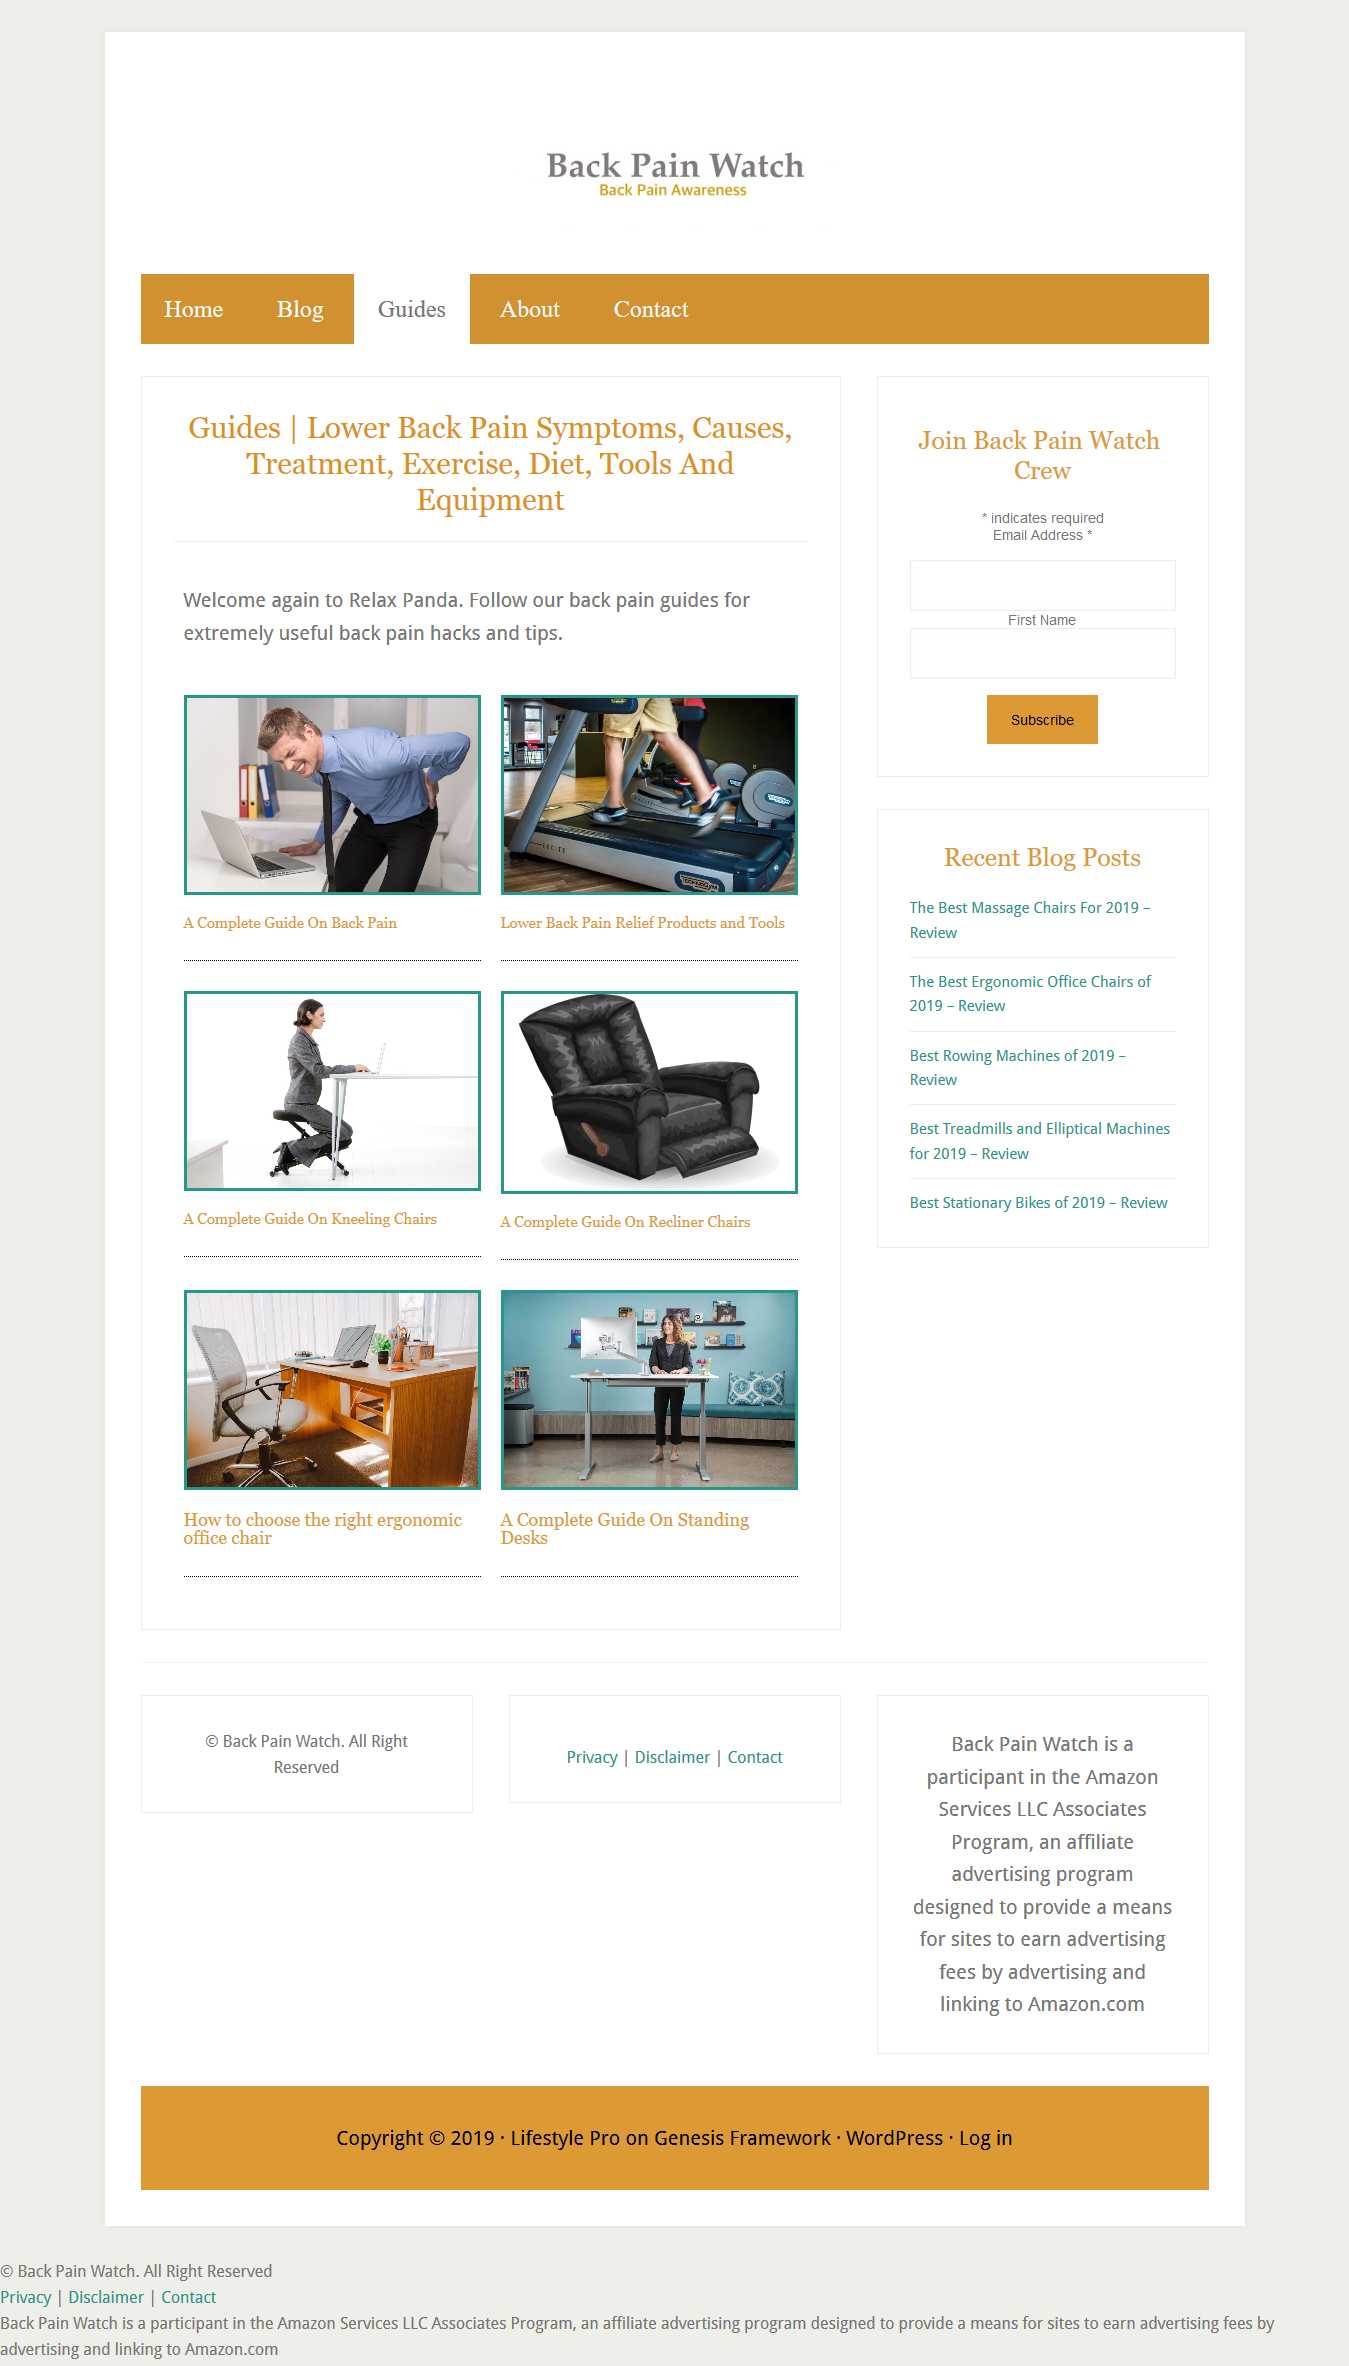 Back Pain Watch
Back Pain Awareness
Home Blog Guides About Contact
Guides | Lower Back Pain Symptoms, Causes,
Treatment, Exercise, Diet, Tools And
Equipment
Welcome again to Relax Panda. Follow our back pain guides for
extremely useful back pain hacks and tips.
A Complete Guide On Back Pain
Lower Back Pain Relief Products and Tools
A Complete Guide On Kneeling Chairs
A Complete Guide On Recliner Chairs
How to choose the right ergonomic
office chair
A Complete Guide On Standing
Desks
Join Back Pain Watch
Crew
* indicates required
Email Address *
First Name
Subscribe
Recent Blog Posts
The Best Massage Chairs For 2019 –
Review
The Best Ergonomic Office Chairs of
2019 – Review
Best Rowing Machines of 2019 –
Review
Best Treadmills and Elliptical Machines
for 2019 – Review
Best Stationary Bikes of 2019 – Review
© Back Pain Watch. All Right
Reserved
Privacy | Disclaimer | Contact
Back Pain Watch is a
participant in the Amazon
Services LLC Associates
Program, an affiliate
advertising program
designed to provide a means
for sites to earn advertising
fees by advertising and
linking to Amazon.com
Copyright © 2019 · Lifestyle Pro on Genesis Framework · WordPress · Log in
© Back Pain Watch. All Right Reserved
Privacy | Disclaimer | Contact
Back Pain Watch is a participant in the Amazon Services LLC Associates Program, an affiliate advertising program designed to provide a means for sites to earn advertising fees by
advertising and linking to Amazon.com